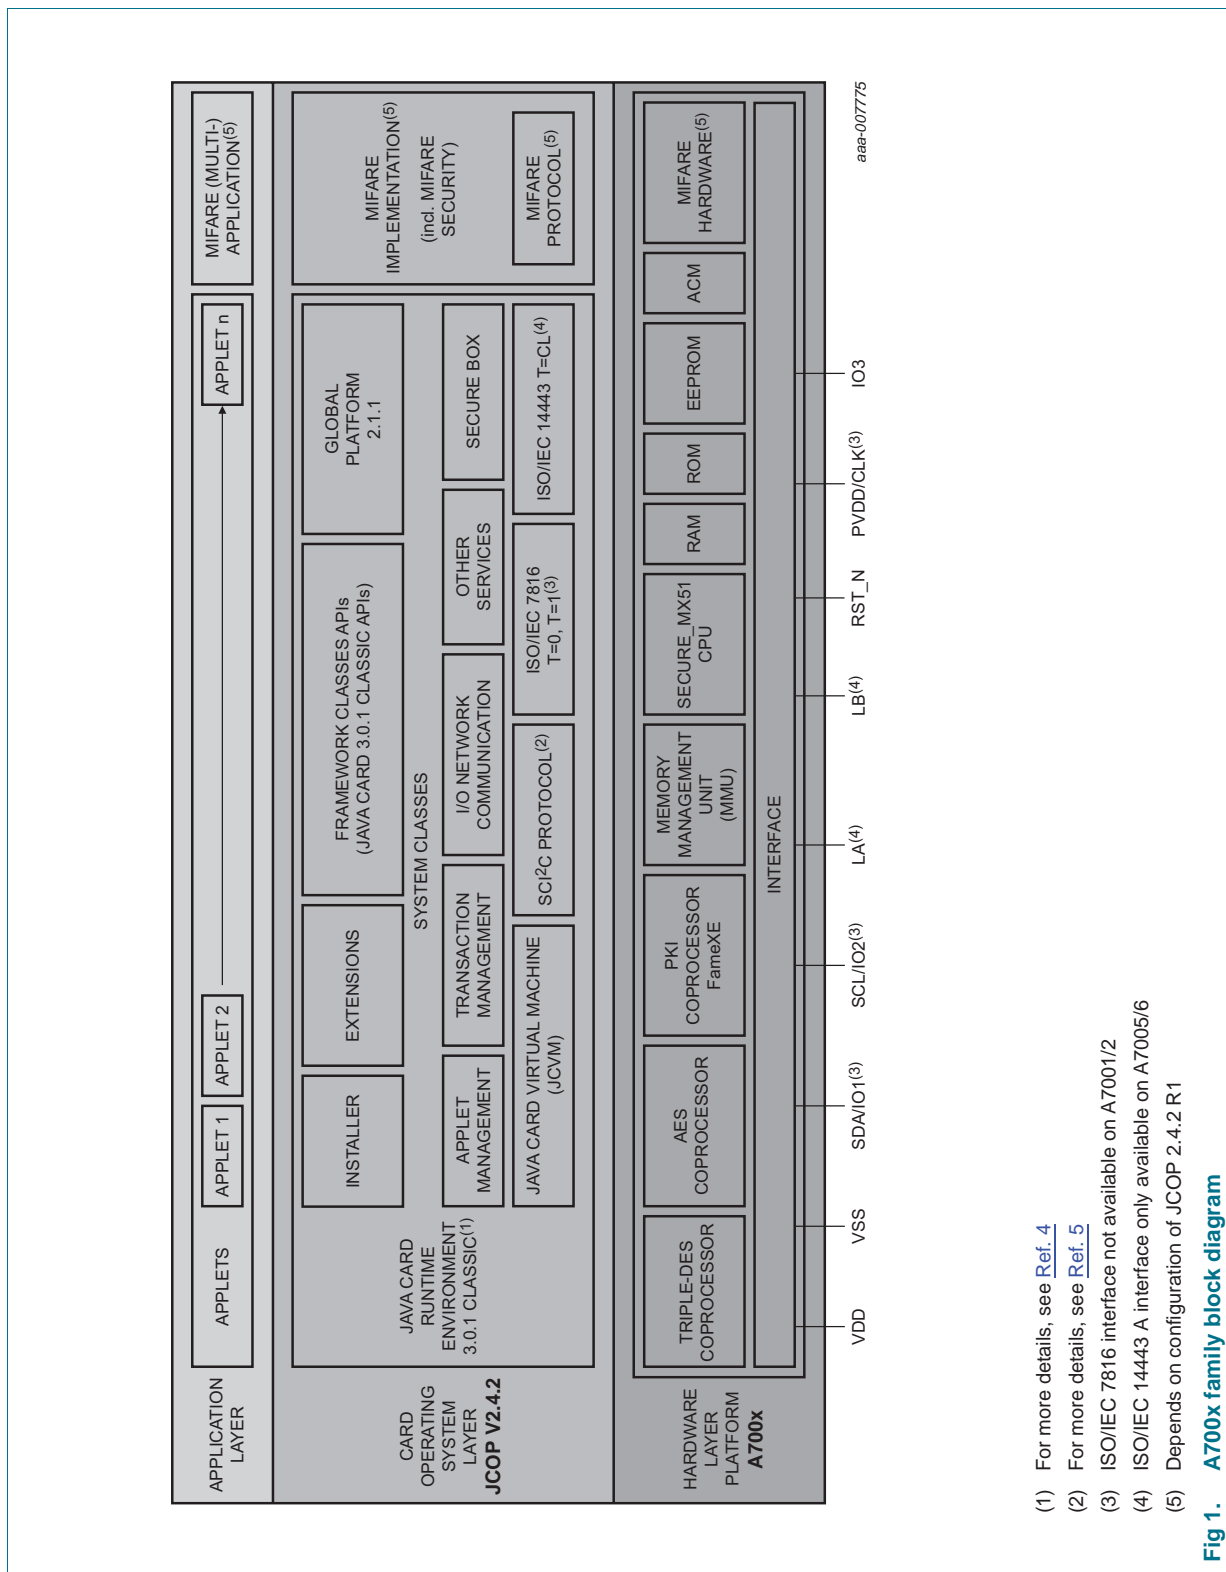 APPLICATION
LAYER
APPLETS
APPLET 1
APPLET 2
APPLET n
MIFARE (MULTI-)
APPLICATION(5)
CARD
OPERATING
SYSTEM
LAYER
JCOP V2.4.2
JAVA CARD
RUNTIME
ENVIRONMENT
3.0.1 CLASSIC(1)
INSTALLER
EXTENSIONS
FRAMEWORK CLASSES APIs
(JAVA CARD 3.0.1 CLASSIC APIs)
GLOBAL
PLATFORM
2.1.1
SYSTEM CLASSES
APPLET
MANAGEMENT
TRANSACTION
MANAGEMENT
I/O NETWORK
COMMUNICATION
OTHER
SERVICES
SECURE BOX
JAVA CARD VIRTUAL MACHINE
(JCVM)
SCI²C PROTOCOL(2)
ISO/IEC 7816
T=0, T=1(3)
ISO/IEC 14443 T=CL(4)
MIFARE
IMPLEMENTATION(5)
(incl. MIFARE
SECURITY)
MIFARE
PROTOCOL(5)
HARDWARE
LAYER
PLATFORM
A700x
TRIPLE-DES
COPROCESSOR
AES
COPROCESSOR
PKI
COPROCESSOR
FameXE
MEMORY
MANAGEMENT
UNIT
(MMU)
SECURE_MX51
CPU
RAM
ROM
EEPROM
ACM
MIFARE
HARDWARE(5)
INTERFACE
VDD
VSS
SDA/IO1(3)
SCL/IO2(3)
LA(4)
LB(4)
RST_N
PVDD/CLK(3)
IO3
aaa-007775
(1) For more details, see Ref. 4
(2) For more details, see Ref. 5
(3) ISO/IEC 7816 interface not available on A7001/2
(4) ISO/IEC 14443 A interface only available on A7005/6
(5) Depends on configuration of JCOP 2.4.2 R1
Fig 1. A700x family block diagram